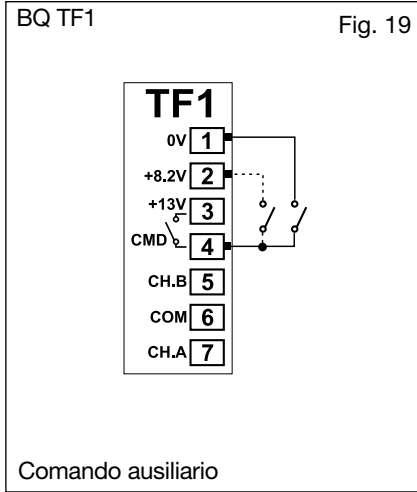 BQ TF1
Fig. 19
TF1
0V 1
+8.2V 2
+13V 3
CMD
4
CH.B 5
COM 6
CH.A 7
Comando ausiliario